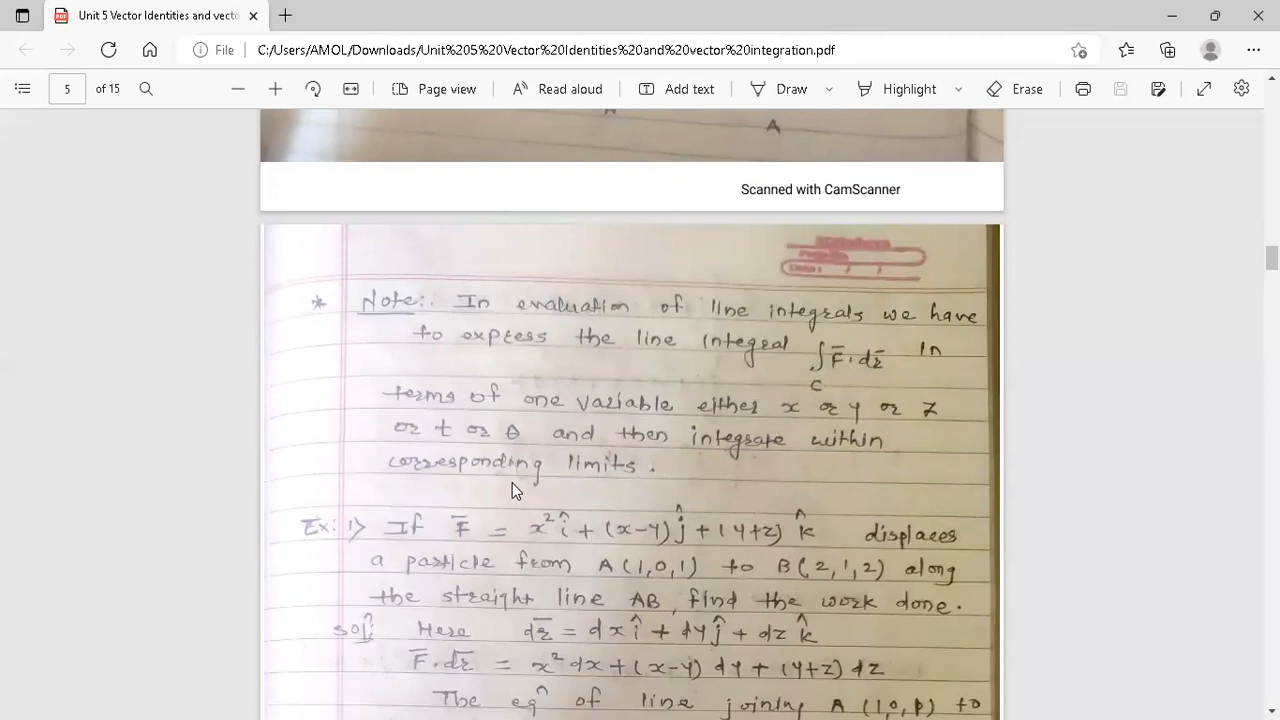 Unit 5 Vector Identities and vecto
File C:/Users/AMOL/Downloads/Unit%205%20Vector%20Identities%20and%20vector%20integration.pdf
5 of 15 Page view Read aloud Add text Draw Highlight Erase
A
Scanned with CamScanner
* Note:. In evaluation of line integrals we have
to express the line integral ∫_C F̄·dr̄ in
terms of one variable either x or y or z
or t or θ and then integrate within
corresponding limits.
Ex: 1) If F̄ = x² î + (x-y) ĵ + (y+z) k̂ displaces
a particle from A(1,0,1) to B(2,1,2) along
the straight line AB, find the work done.
solⁿ: Here dr̄ = dx î + dy ĵ + dz k̂
F̄·dr̄ = x² dx + (x-y) dy + (y+z) dz
The eqⁿ of line joining A (1,0,1) to